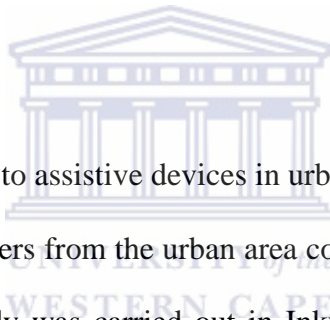 to assistive devices in urb
ers from the urban area co
UNIVERSITY of the
WESTERN CAPE
ly was carried out in Ink